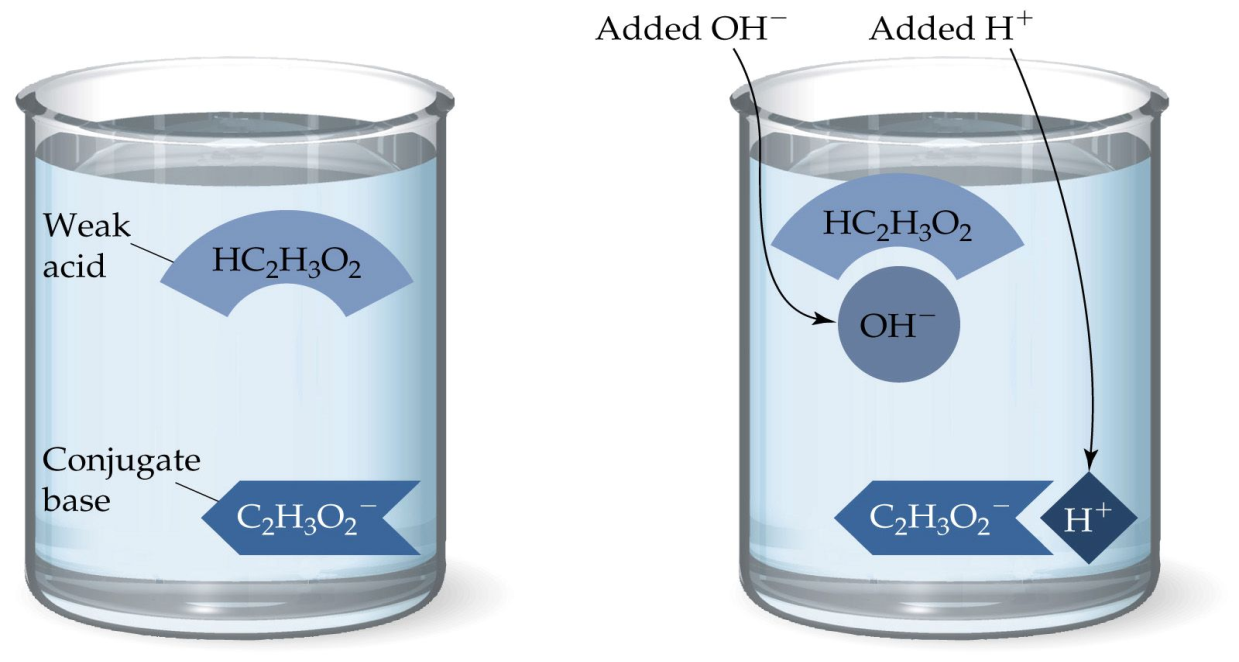 Added OH⁻
Added H⁺
Weak
acid
HC₂H₃O₂
Conjugate
base
C₂H₃O₂⁻
HC₂H₃O₂
OH⁻
C₂H₃O₂⁻
H⁺